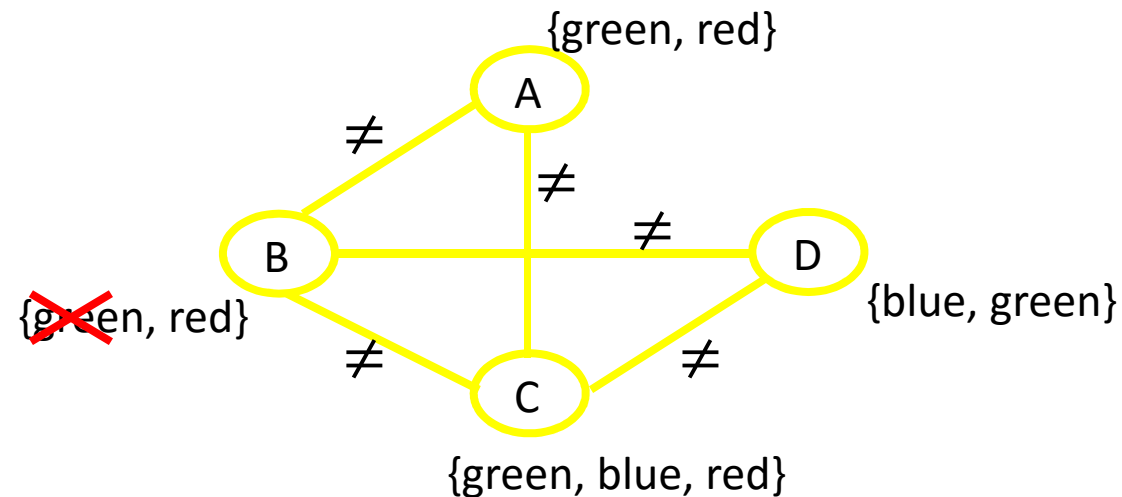 {green, red}
A
≠
≠
≠
B
D
{green, red}
{blue, green}
≠
≠
C
{green, blue, red}